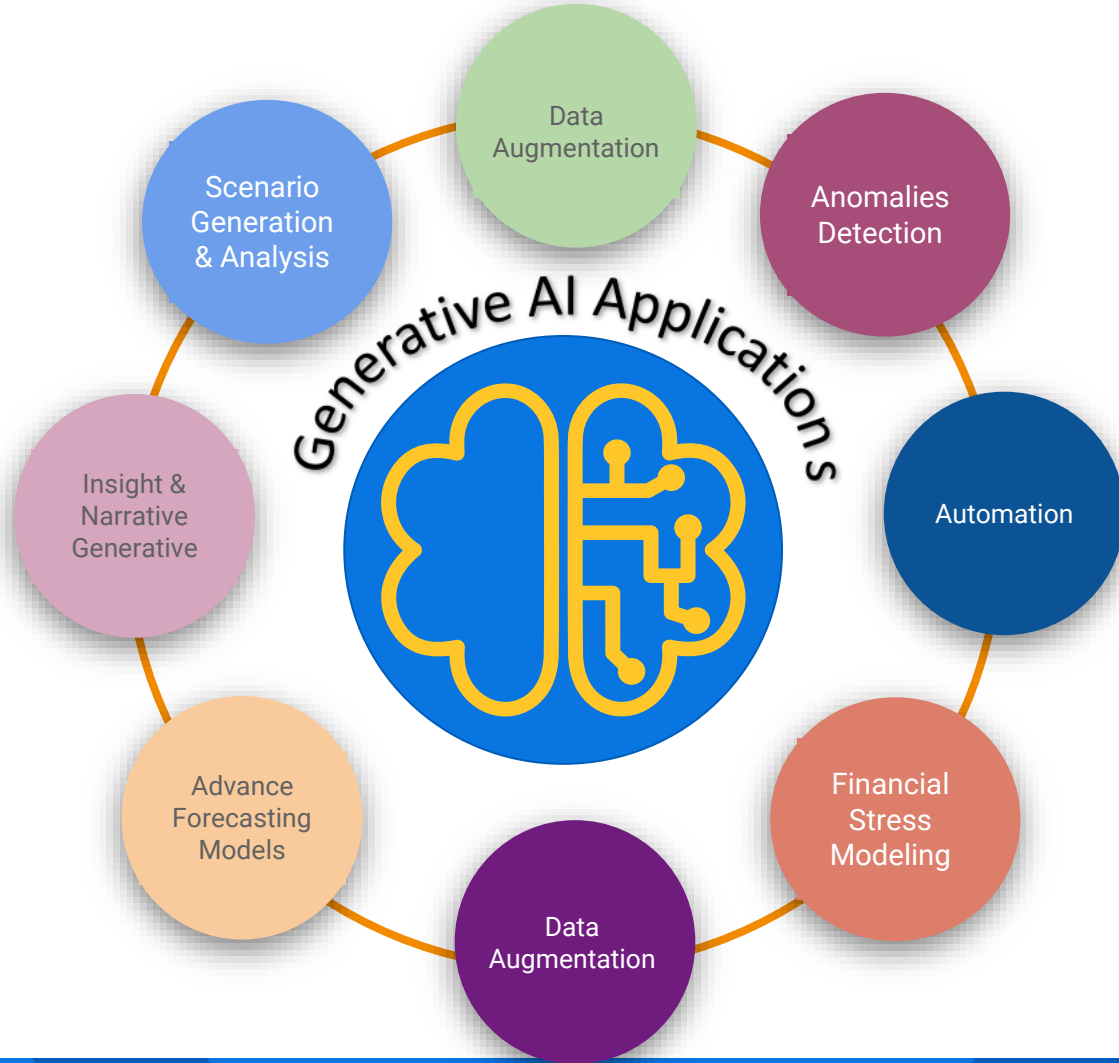 Data
Augmentation
Anomalies
Detection
Automation
Financial
Stress
Modeling
Data
Augmentation
Advance
Forecasting
Models
Insight &
Narrative
Generative
Scenario
Generation
& Analysis
Generative AI Applications